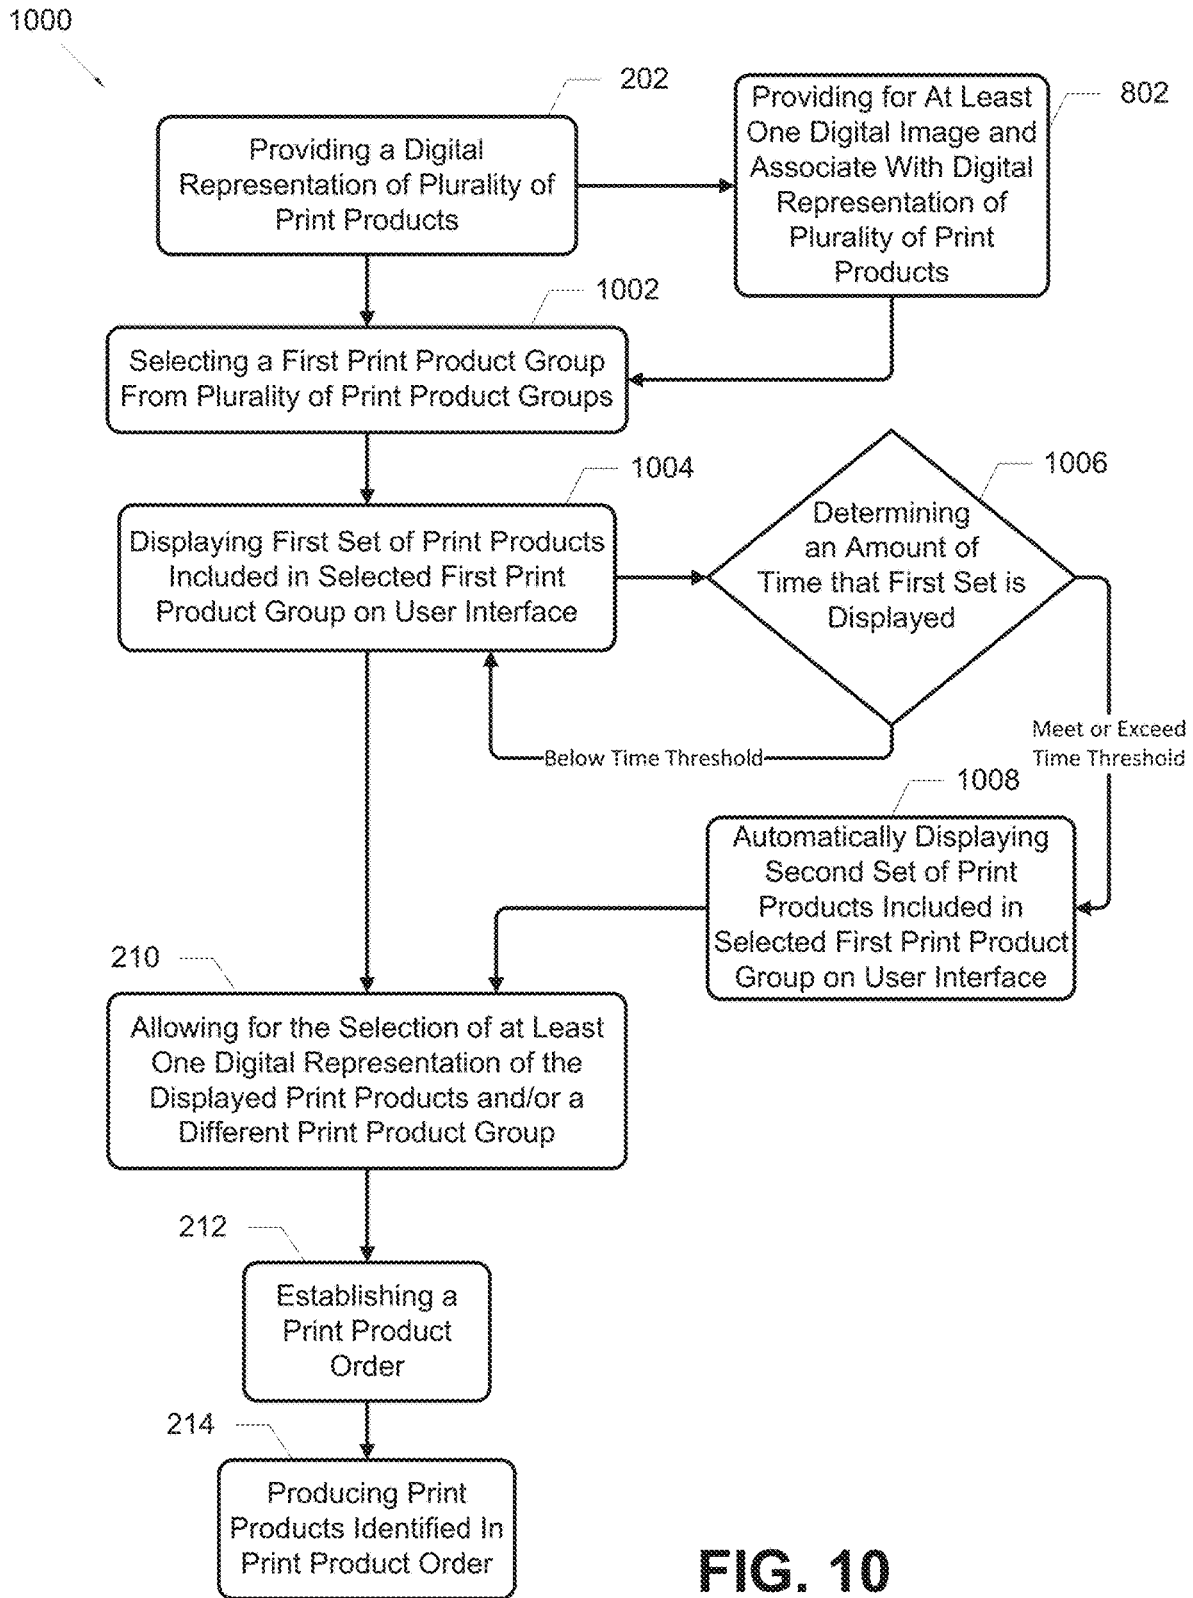 1000
202
Providing a Digital
Representation of Plurality of
Print Products
802
Providing for At Least
One Digital Image and
Associate With Digital
Representation of
Plurality of Print
Products
1002
Selecting a First Print Product Group
From Plurality of Print Product Groups
1004
Displaying First Set of Print Products
Included in Selected First Print
Product Group on User Interface
1006
Determining
an Amount of
Time that First Set is
Displayed
Below Time Threshold
Meet or Exceed
Time Threshold
1008
Automatically Displaying
Second Set of Print
Products Included in
Selected First Print Product
Group on User Interface
210
Allowing for the Selection of at Least
One Digital Representation of the
Displayed Print Products and/or a
Different Print Product Group
212
Establishing a
Print Product
Order
214
Producing Print
Products Identified In
Print Product Order
FIG. 10